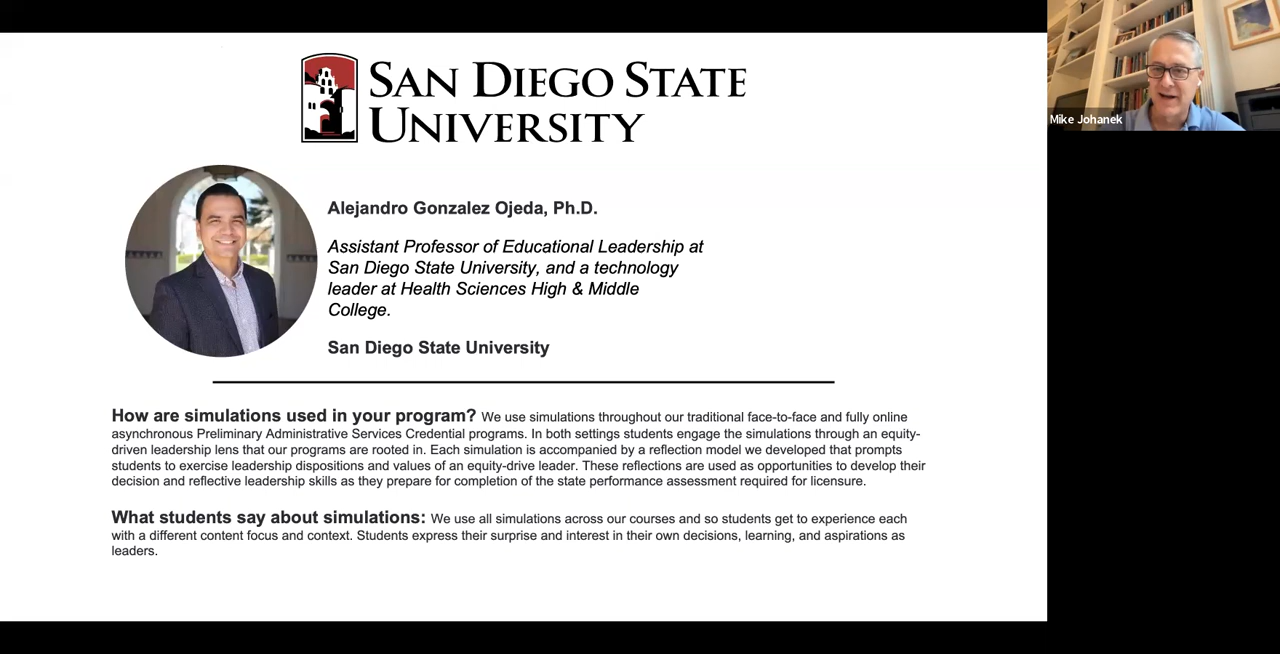 SAN DIEGO STATE
UNIVERSITY
Mike Johanek
Alejandro Gonzalez Ojeda, Ph.D.
Assistant Professor of Educational Leadership at
San Diego State University, and a technology
leader at Health Sciences High & Middle
College.
San Diego State University
How are simulations used in your program? We use simulations throughout our traditional face-to-face and fully online
asynchronous Preliminary Administrative Services Credential programs. In both settings students engage the simulations through an equity-
driven leadership lens that our programs are rooted in. Each simulation is accompanied by a reflection model we developed that prompts
students to exercise leadership dispositions and values of an equity-drive leader. These reflections are used as opportunities to develop their
decision and reflective leadership skills as they prepare for completion of the state performance assessment required for licensure.
What students say about simulations: We use all simulations across our courses and so students get to experience each
with a different content focus and context. Students express their surprise and interest in their own decisions, learning, and aspirations as
leaders.